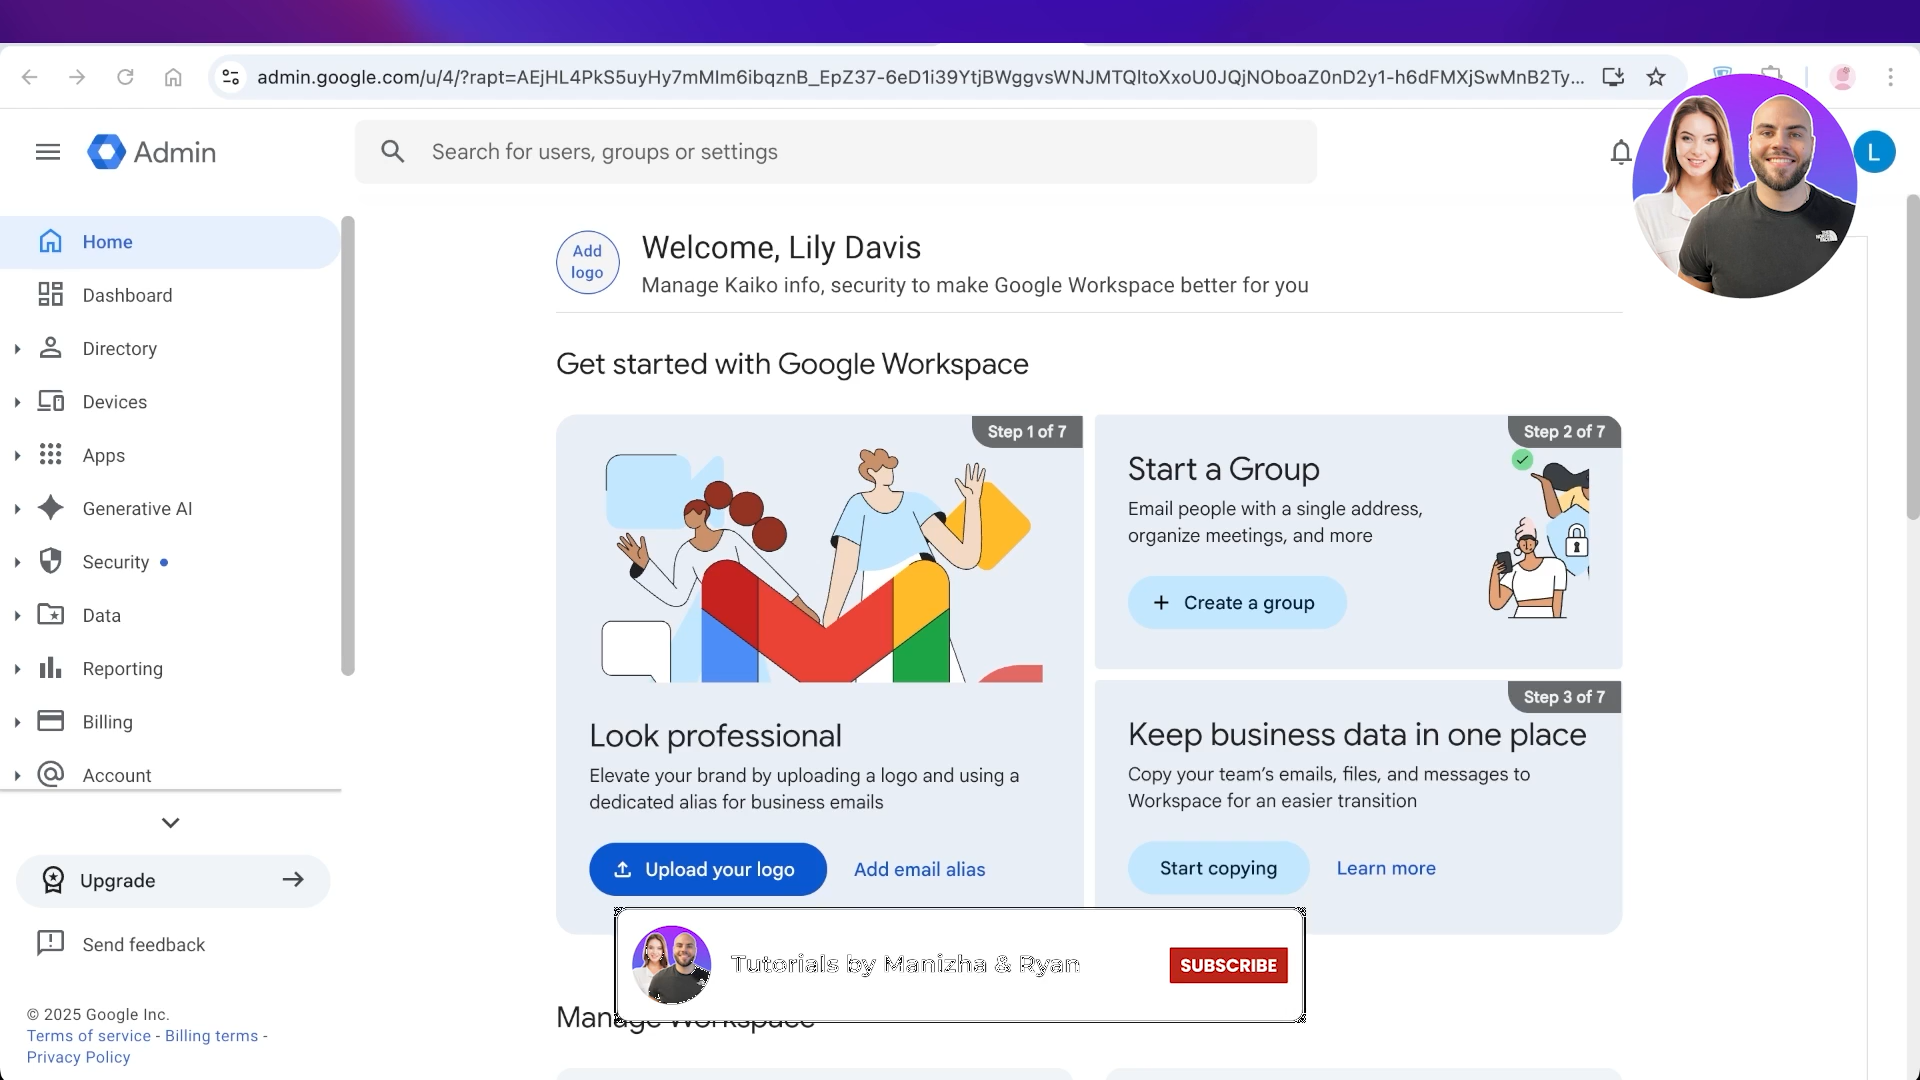 admin.google.com/u/4/?rapt=AEjHL4PkS5uyHy7mMIm6ibqznB_EpZ37-6eD1i39YtjBWggvsWNJMTQltoXxoU0JQjNOboaZ0nD2y1-h6dFMXjSwMnB2Ty...
Admin
Search for users, groups or settings
L
Home
Dashboard
Directory
Devices
Apps
Generative AI
Security
Data
Reporting
Billing
Account
Upgrade
Send feedback
© 2025 Google Inc.
Terms of service - Billing terms -
Privacy Policy
Add
logo
Welcome, Lily Davis
Manage Kaiko info, security to make Google Workspace better for you
Get started with Google Workspace
Step 1 of 7
Look professional
Elevate your brand by uploading a logo and using a
dedicated alias for business emails
Upload your logo
Add email alias
Step 2 of 7
Start a Group
Email people with a single address,
organize meetings, and more
+ Create a group
Step 3 of 7
Keep business data in one place
Copy your team's emails, files, and messages to
Workspace for an easier transition
Start copying
Learn more
Tutorials by Manizha & Ryan
SUBSCRIBE
Manage Workspace